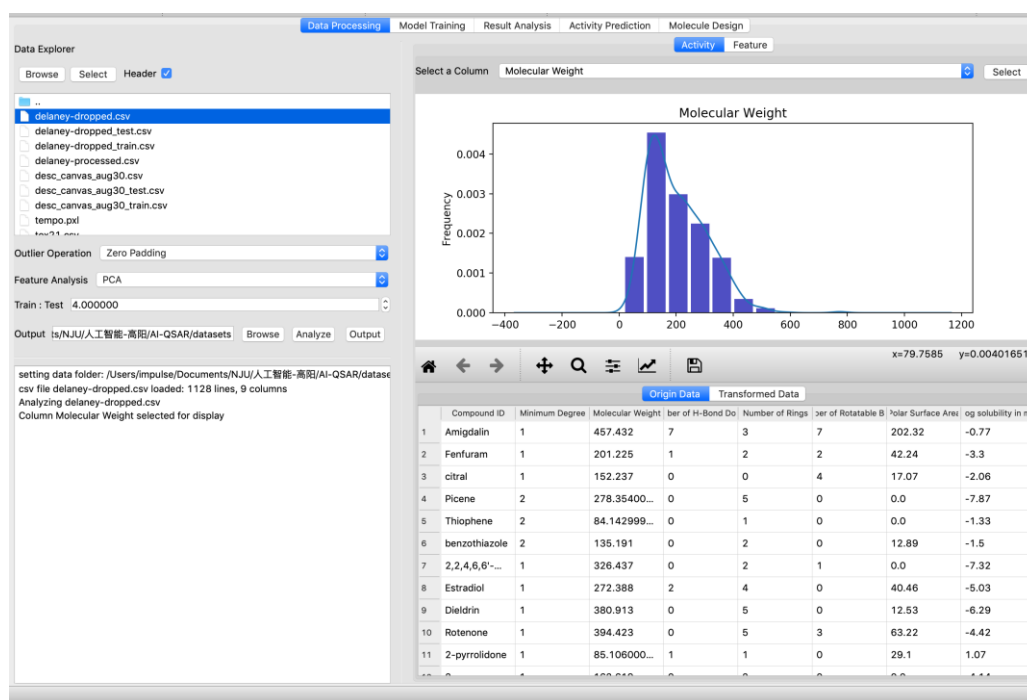 Data Processing Model Training Result Analysis Activity Prediction Molecule Design
Data Explorer
Browse Select Header
..
delaney-dropped.csv
delaney-dropped_test.csv
delaney-dropped_train.csv
delaney-processed.csv
desc_canvas_aug30.csv
desc_canvas_aug30_test.csv
desc_canvas_aug30_train.csv
tempo.pxl
Outlier Operation Zero Padding
Feature Analysis PCA
Train : Test 4.000000
Output ts/NJU/人工智能-高阳/AI-QSAR/datasets Browse Analyze Output
setting data folder: /Users/impulse/Documents/NJU/人工智能-高阳/AI-QSAR/datase
csv file delaney-dropped.csv loaded: 1128 lines, 9 columns
Analyzing delaney-dropped.csv
Column Molecular Weight selected for display
Activity Feature
Select a Column Molecular Weight Select
Molecular Weight
Frequency
0.004
0.003
0.002
0.001
0.000
−400 −200 0 200 400 600 800 1000 1200
x=79.7585 y=0.00401651
Origin Data Transformed Data
Compound ID Minimum Degree Molecular Weight ber of H-Bond Do Number of Rings ber of Rotatable B Polar Surface Area og solubility in m
1 Amigdalin 1 457.432 7 3 7 202.32 -0.77
2 Fenfuram 1 201.225 1 2 2 42.24 -3.3
3 citral 1 152.237 0 0 4 17.07 -2.06
4 Picene 2 278.35400... 0 5 0 0.0 -7.87
5 Thiophene 2 84.142999... 0 1 0 0.0 -1.33
6 benzothiazole 2 135.191 0 2 0 12.89 -1.5
7 2,2,4,6,6'-... 1 326.437 0 2 1 0.0 -7.32
8 Estradiol 1 272.388 2 4 0 40.46 -5.03
9 Dieldrin 1 380.913 0 5 0 12.53 -6.29
10 Rotenone 1 394.423 0 5 3 63.22 -4.42
11 2-pyrrolidone 1 85.106000... 1 1 0 29.1 1.07